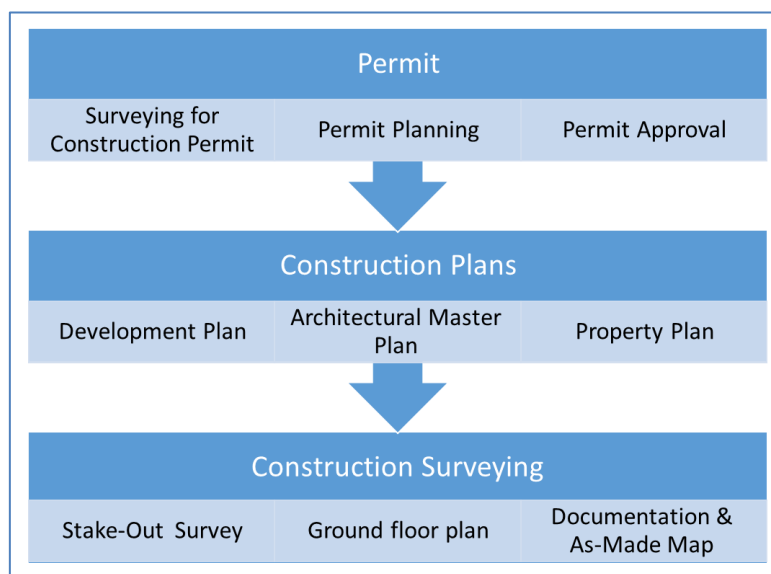 Permit
Surveying for
Construction Permit
Permit Planning
Permit Approval
Construction Plans
Development Plan
Architectural Master
Plan
Property Plan
Construction Surveying
Stake-Out Survey
Ground floor plan
Documentation &
As-Made Map